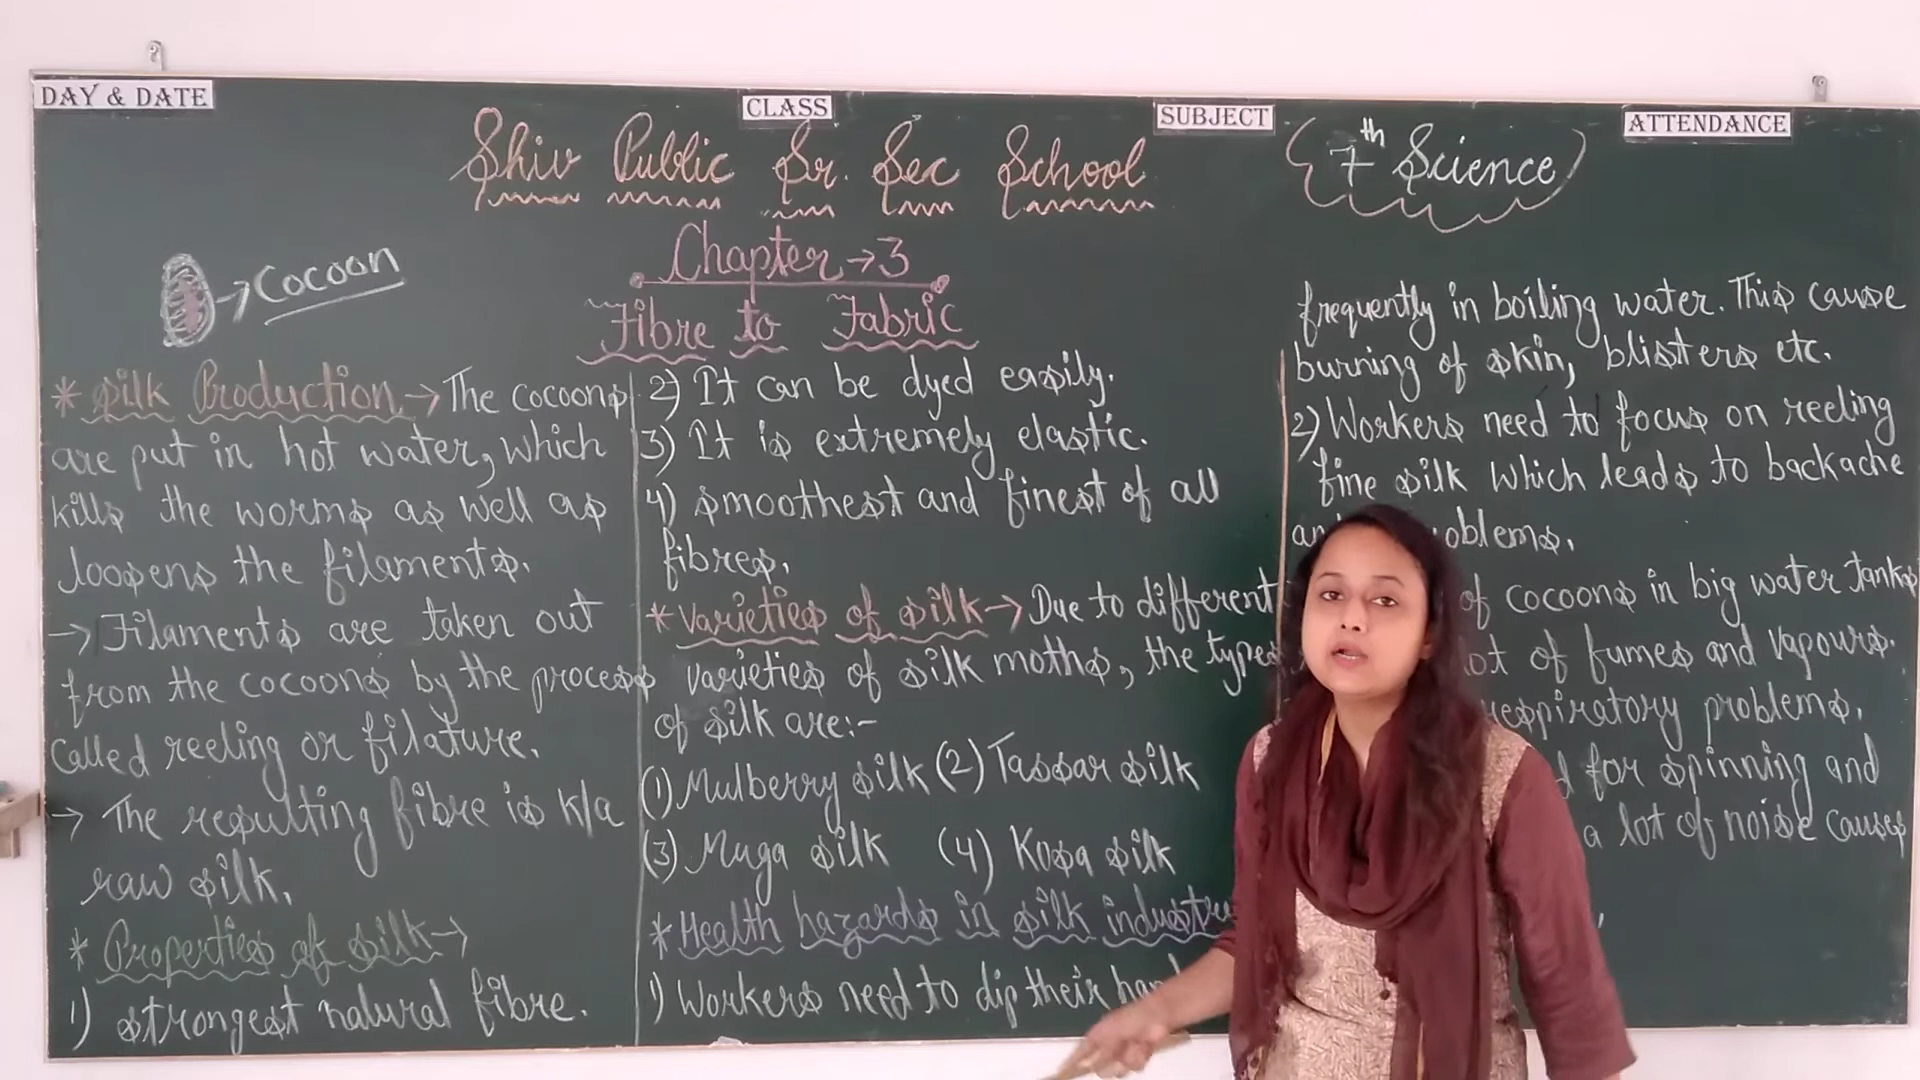 DAY & DATE
CLASS
SUBJECT
ATTENDANCE
Shiv Public Sr. Sec School
7th Science
Chapter → 3
Fibre to Fabric
→ Cocoon
* Silk Production → The cocoons
are put in hot water, which
kills the worms as well as
loosens the filaments.
→ Filaments are taken out
from the cocoons by the process
called reeling or filature.
→ The resulting fibre is k/a
raw silk.
* Properties of silk →
1) strongest natural fibre.
2) It can be dyed easily.
3) It is extremely elastic.
4) smoothest and finest of all
fibres.
* Varieties of silk → Due to different
varieties of silk moths, the types
of silk are:-
(1) Mulberry silk (2) Tassar silk
(3) Muga silk (4) Kosa silk
* Health hazards in silk
1) Workers need to dip their
frequently in boiling water. This cause
burning of skin, blisters etc.
2) Workers need to focus on reeling
fine silk which leads to backache
of cocoons in big water tanks
of fumes and vapours.
respiratory problems.
for spinning and
a lot of noise causes